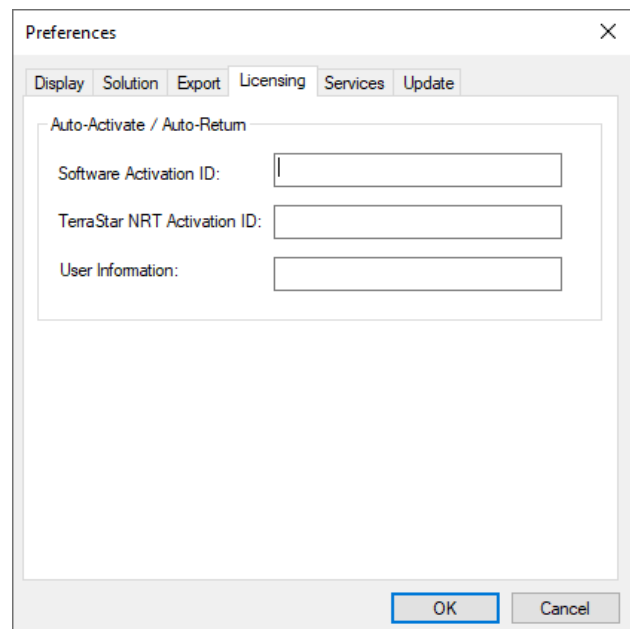 Preferences
Display Solution Export Licensing Services Update
Auto-Activate / Auto-Return
Software Activation ID:
TerraStar NRT Activation ID:
User Information:
OK Cancel